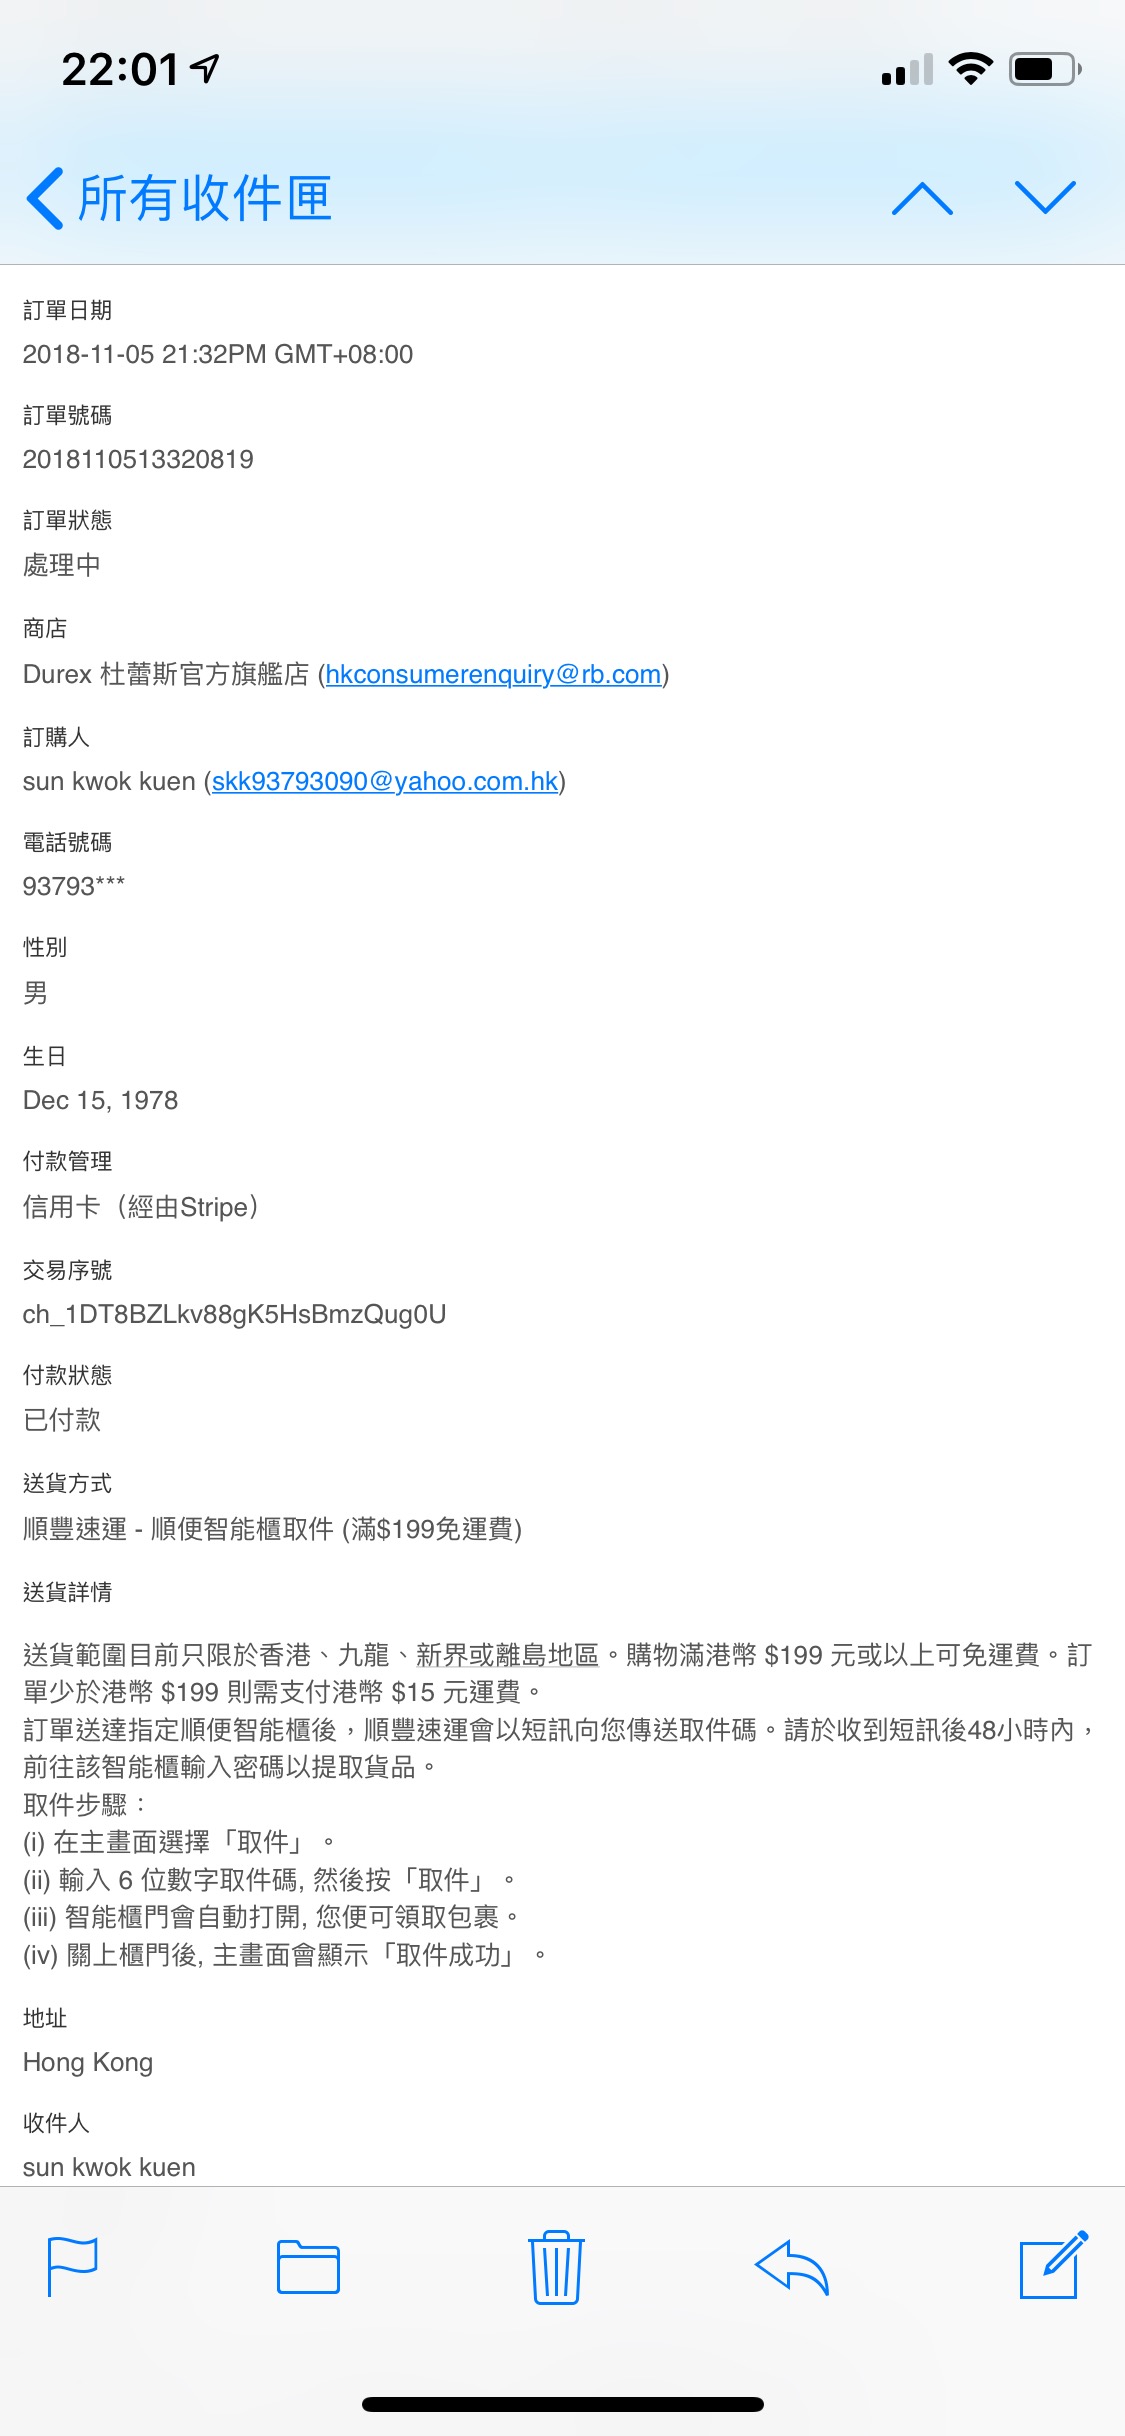 22:01
所有收件匣
訂單日期
2018-11-05 21:32PM GMT+08:00
訂單號碼
2018110513320819
訂單狀態
處理中
商店
Durex 杜蕾斯官方旗艦店 (hkconsumerenquiry@rb.com)
訂購人
sun kwok kuen (skk93793090@yahoo.com.hk)
電話號碼
93793***
性別
男
生日
Dec 15, 1978
付款管理
信用卡（經由Stripe）
交易序號
ch_1DT8BZLkv88gK5HsBmzQug0U
付款狀態
已付款
送貨方式
順豐速運 - 順便智能櫃取件 (滿$199免運費)
送貨詳情
送貨範圍目前只限於香港、九龍、新界或離島地區。購物滿港幣 $199 元或以上可免運費。訂
單少於港幣 $199 則需支付港幣 $15 元運費。
訂單送達指定順便智能櫃後，順豐速運會以短訊向您傳送取件碼。請於收到短訊後48小時內，
前往該智能櫃輸入密碼以提取貨品。
取件步驟：
(i) 在主畫面選擇「取件」。
(ii) 輸入 6 位數字取件碼, 然後按「取件」。
(iii) 智能櫃門會自動打開, 您便可領取包裹。
(iv) 關上櫃門後, 主畫面會顯示「取件成功」。
地址
Hong Kong
收件人
sun kwok kuen